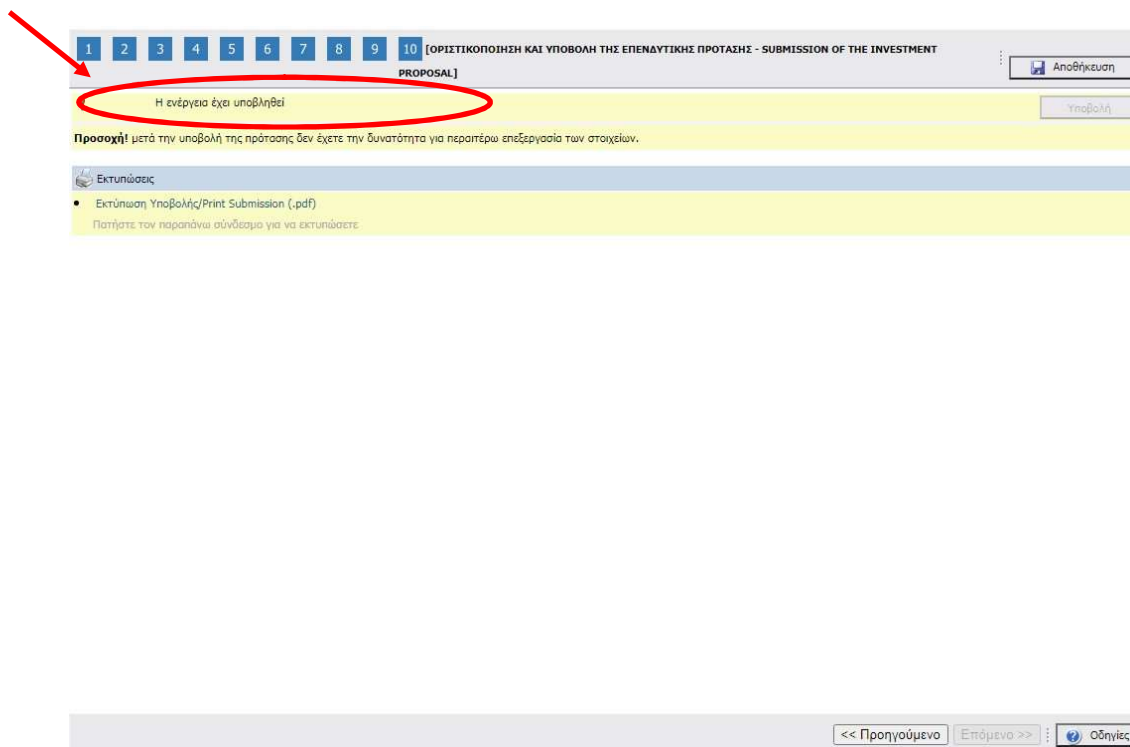 1 2 3 4 5 6 7 8 9 10 [ΟΡΙΣΤΙΚΟΠΟΙΗΣΗ ΚΑΙ ΥΠΟΒΟΛΗ ΤΗΣ ΕΠΕΝΔΥΤΙΚΗΣ ΠΡΟΤΑΣΗΣ - SUBMISSION OF THE INVESTMENT
PROPOSAL]
Αποθήκευση
Η ενέργεια έχει υποβληθεί
Υποβολή
Προσοχή! μετά την υποβολή της πρότασης δεν έχετε την δυνατότητα για περαιτέρω επεξεργασία των στοιχείων.
Εκτυπώσεις
• Εκτύπωση Υποβολής/Print Submission (.pdf)
Πατήστε τον παραπάνω σύνδεσμο για να εκτυπώσετε
<< Προηγούμενο Επόμενο >> Οδηγίες